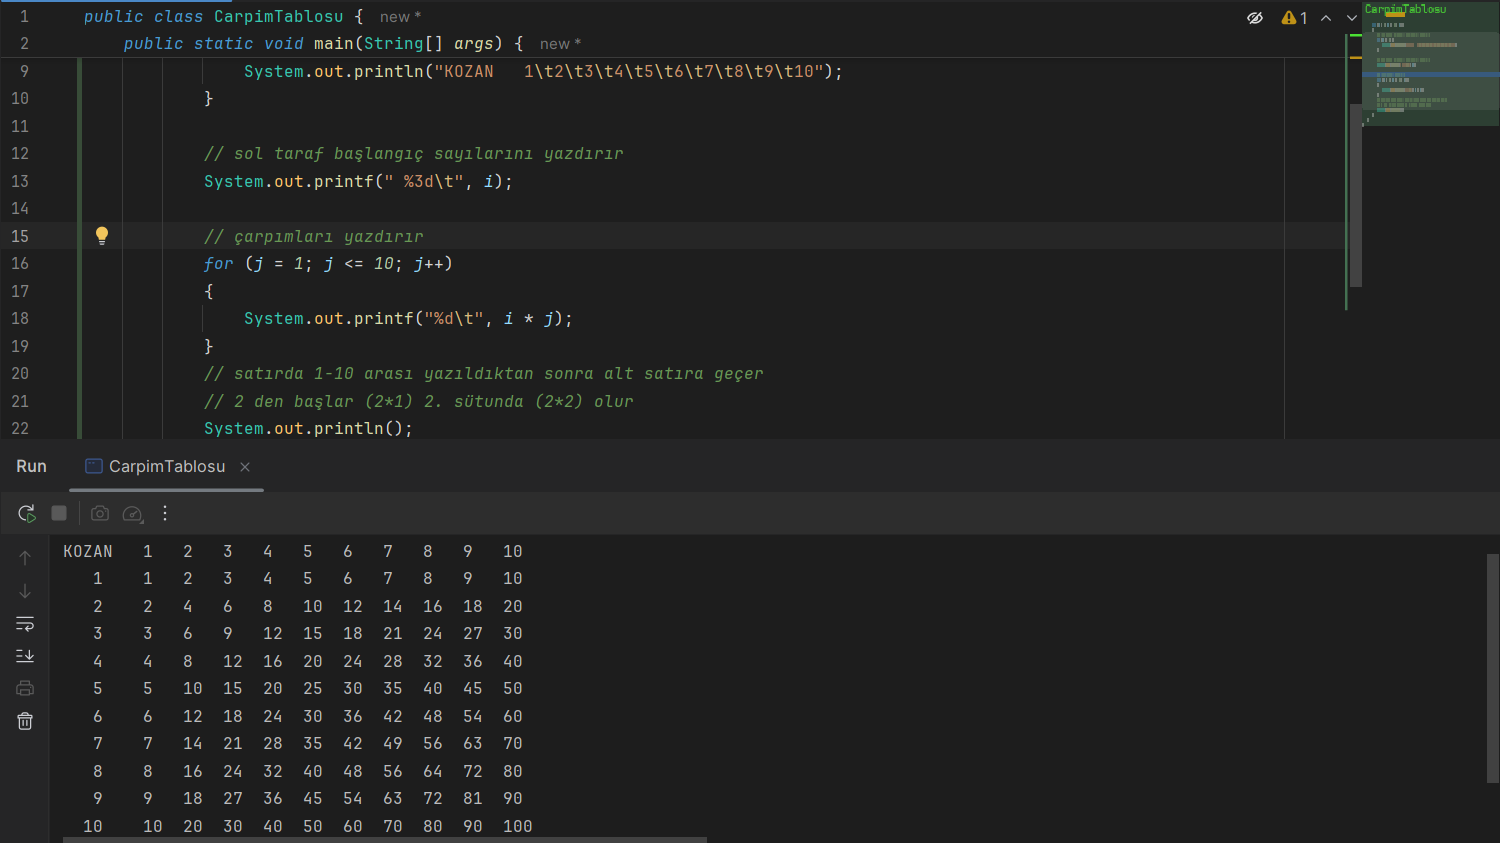 1 public class CarpimTablosu { new *
2 public static void main(String[] args) { new *
9 System.out.println("KOZAN   1\t2\t3\t4\t5\t6\t7\t8\t9\t10");
10 }
11
12 // sol taraf başlangıç sayılarını yazdırır
13 System.out.printf(" %3d\t", i);
14
15 // çarpımları yazdırır
16 for (j = 1; j <= 10; j++)
17 {
18 System.out.printf("%d\t", i * j);
19 }
20 // satırda 1-10 arası yazıldıktan sonra alt satıra geçer
21 // 2 den başlar (2*1) 2. sütunda (2*2) olur
22 System.out.println();
1
CarpimTablosu
Run CarpimTablosu
KOZAN 1 2 3 4 5 6 7 8 9 10
1 1 2 3 4 5 6 7 8 9 10
2 2 4 6 8 10 12 14 16 18 20
3 3 6 9 12 15 18 21 24 27 30
4 4 8 12 16 20 24 28 32 36 40
5 5 10 15 20 25 30 35 40 45 50
6 6 12 18 24 30 36 42 48 54 60
7 7 14 21 28 35 42 49 56 63 70
8 8 16 24 32 40 48 56 64 72 80
9 9 18 27 36 45 54 63 72 81 90
10 10 20 30 40 50 60 70 80 90 100